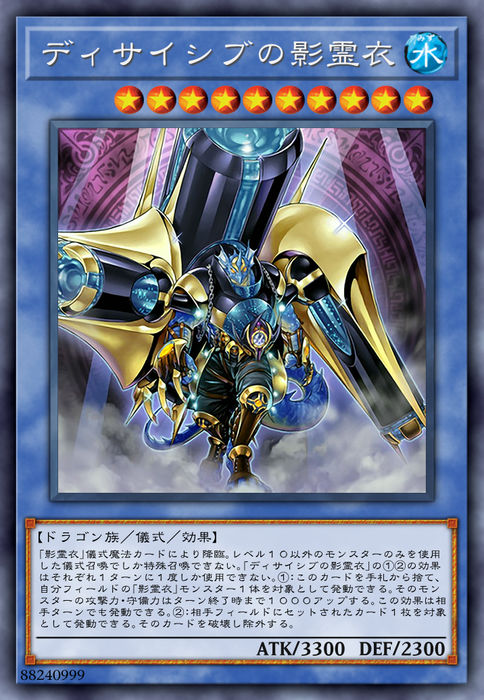 ディサイシブの影霊衣
みず
水
【ドラゴン族／儀式／効果】
「影霊衣」儀式魔法カードにより降臨。レベル１０以外のモンスターのみを使用
した儀式召喚でしか特殊召喚できない。「ディサイシブの影霊衣」の①②の効果
はそれぞれ１ターンに１度しか使用できない。①：このカードを手札から捨て、
自分フィールドの「影霊衣」モンスター１体を対象として発動できる。そのモン
スターの攻撃力・守備力はターン終了時まで１０００アップする。この効果は相
手ターンでも発動できる。②：相手フィールドにセットされたカード１枚を対象
として発動できる。そのカードを破壊し除外する。
ATK/3300 DEF/2300
88240999